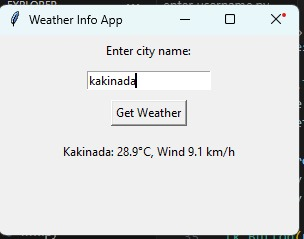 Weather Info App
Enter city name:
kakinada
Get Weather
Kakinada: 28.9°C, Wind 9.1 km/h